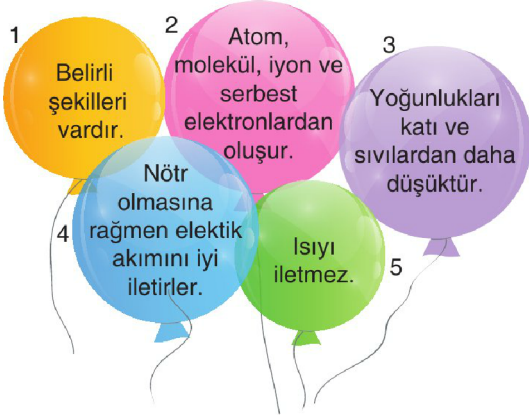 1
Belirli
şekilleri
vardır.
2
Atom,
molekül, iyon ve
serbest
elektronlardan
oluşur.
3
Yoğunlukları
katı ve
sıvılardan daha
düşüktür.
4
Nötr
olmasına
rağmen elektik
akımını iyi
iletirler.
5
Isıyı
iletmez.